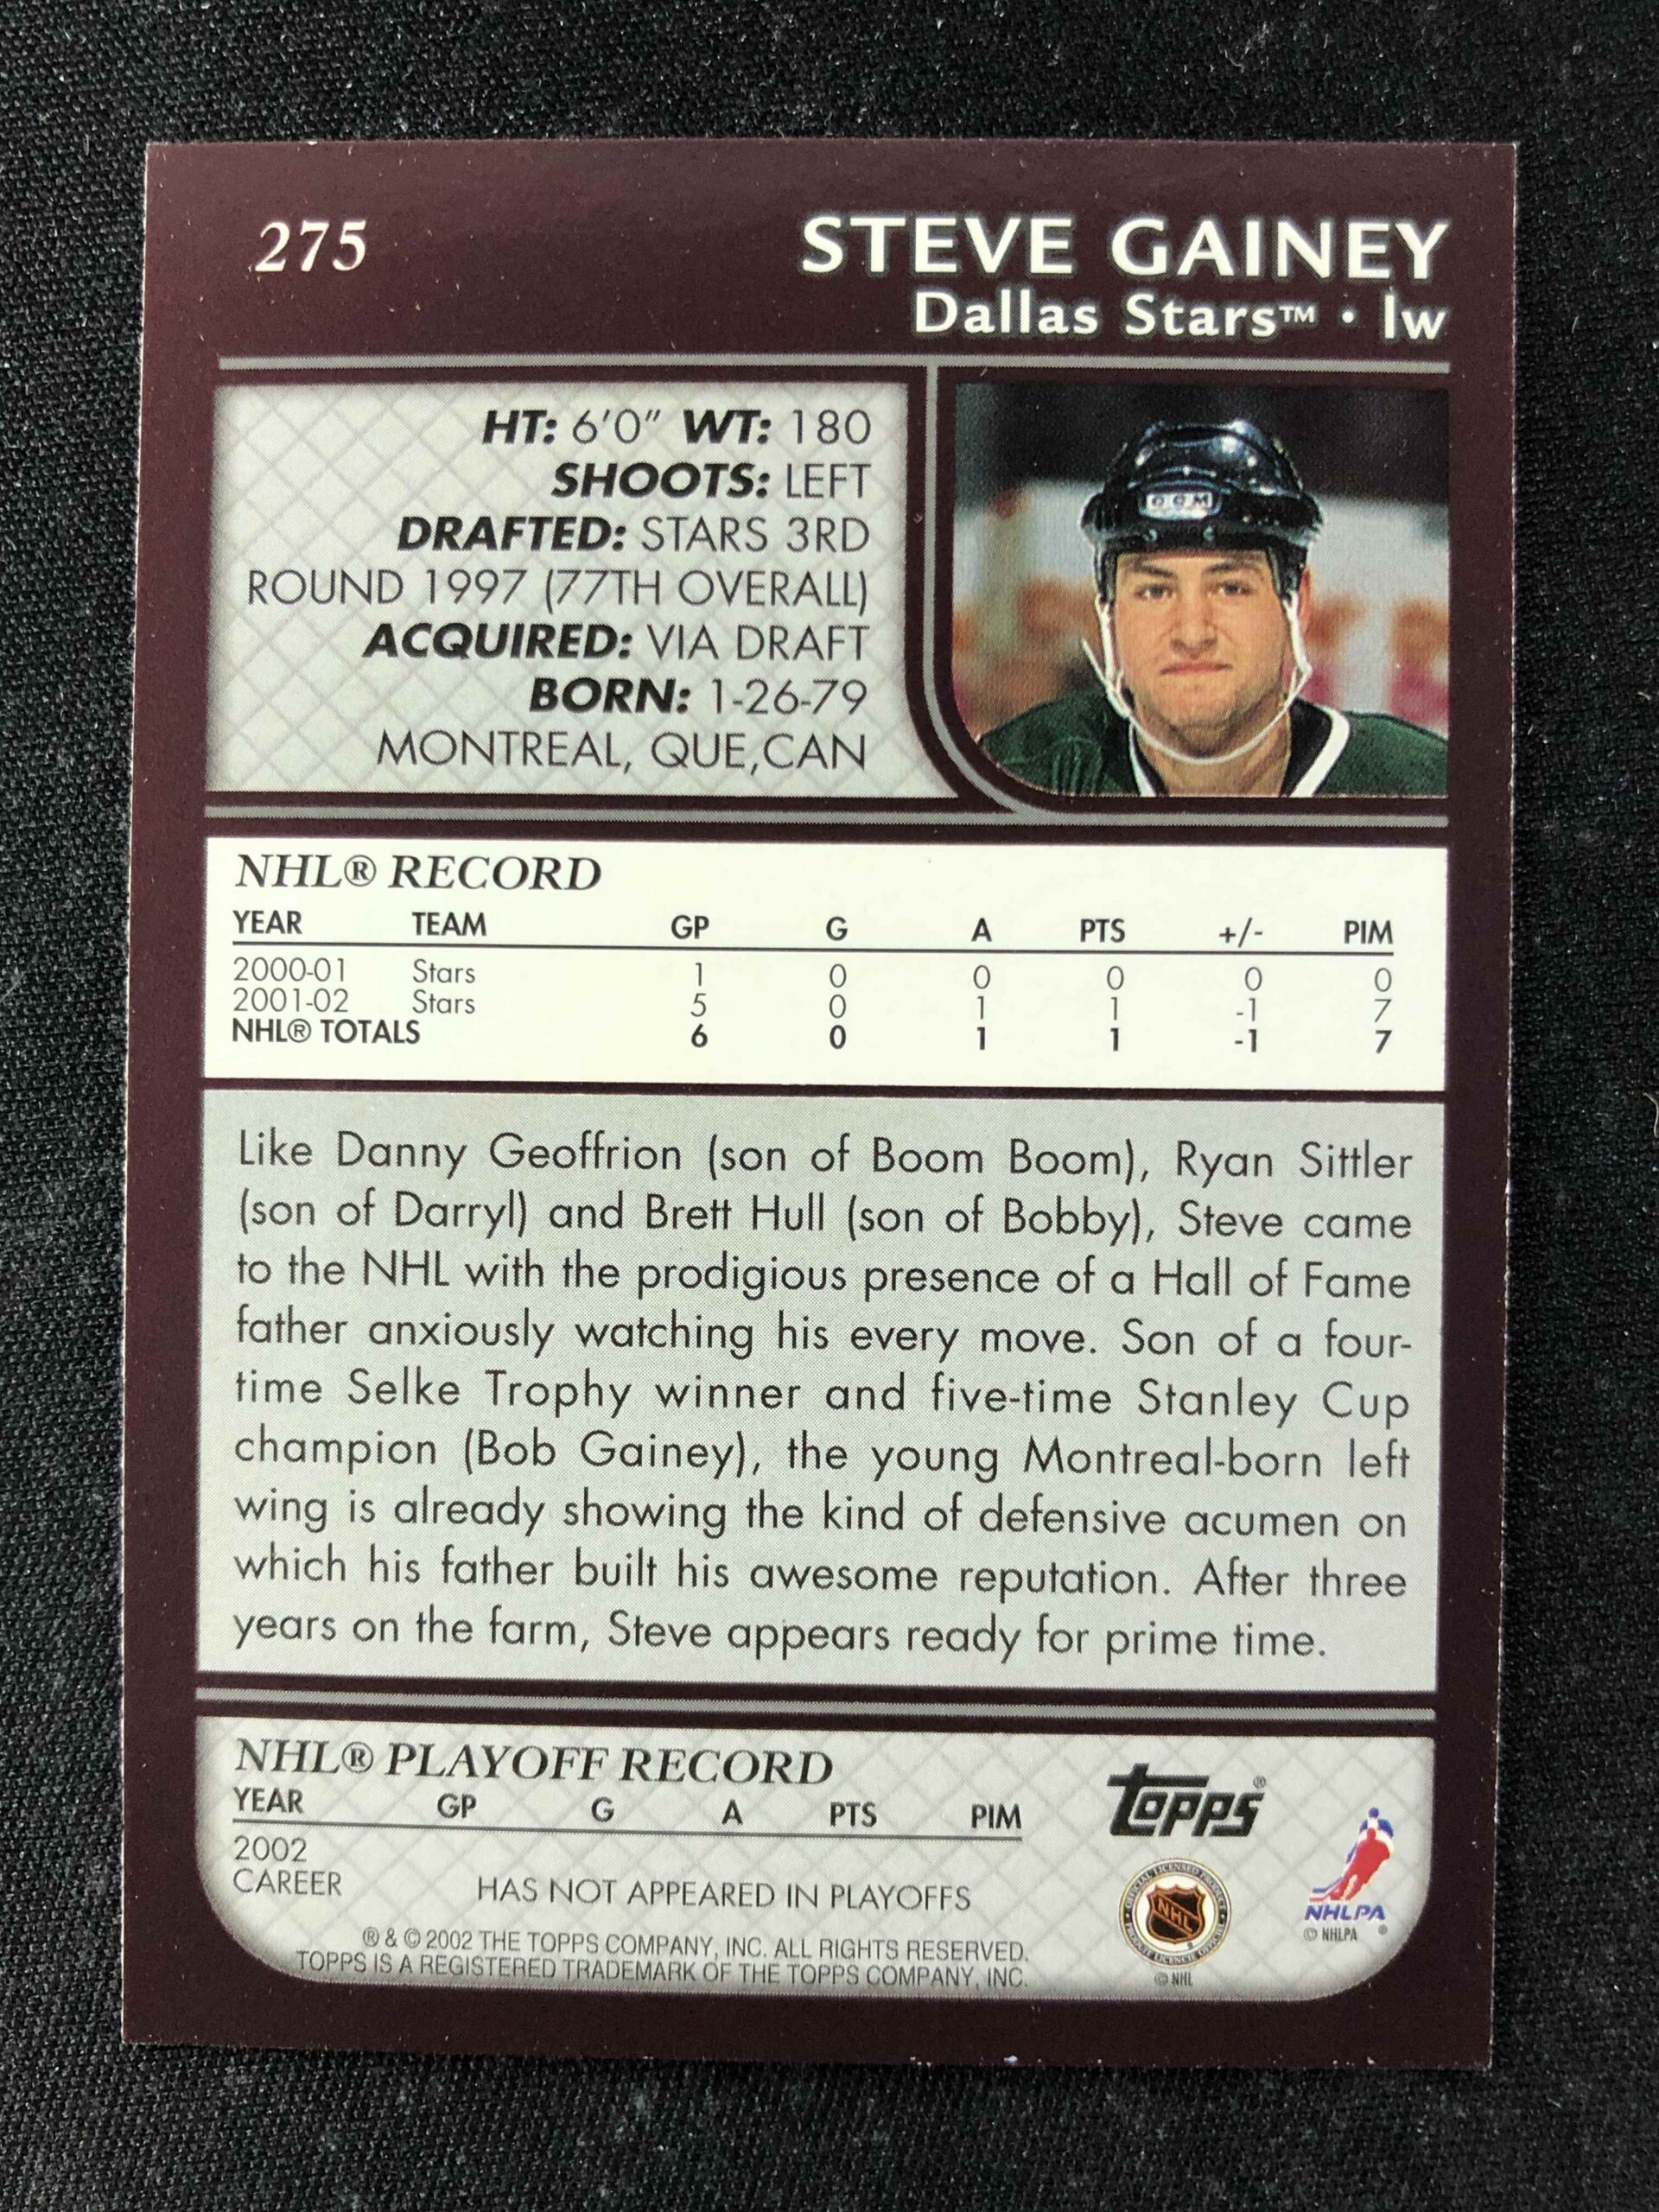 275
STEVE GAINEY
Dallas Stars™ • lw
HT: 6'0" WT: 180
SHOOTS: LEFT
DRAFTED: STARS 3RD
ROUND 1997 (77TH OVERALL)
ACQUIRED: VIA DRAFT
BORN: 1-26-79
MONTREAL, QUE,CAN
CCM
NHL® RECORD
YEAR TEAM GP G A PTS +/- PIM
2000-01 Stars 1 0 0 0 0 0
2001-02 Stars 5 0 1 1 -1 7
NHL® TOTALS 6 0 1 1 -1 7
Like Danny Geoffrion (son of Boom Boom), Ryan Sittler
(son of Darryl) and Brett Hull (son of Bobby), Steve came
to the NHL with the prodigious presence of a Hall of Fame
father anxiously watching his every move. Son of a four-
time Selke Trophy winner and five-time Stanley Cup
champion (Bob Gainey), the young Montreal-born left
wing is already showing the kind of defensive acumen on
which his father built his awesome reputation. After three
years on the farm, Steve appears ready for prime time.
NHL® PLAYOFF RECORD
YEAR GP G A PTS PIM
2002
CAREER HAS NOT APPEARED IN PLAYOFFS
® & © 2002 THE TOPPS COMPANY, INC. ALL RIGHTS RESERVED.
TOPPS IS A REGISTERED TRADEMARK OF THE TOPPS COMPANY, INC.
Topps®
OFFICIAL LICENSED PRODUCT
NHL
© NHL
NHLPA
© NHLPA ®